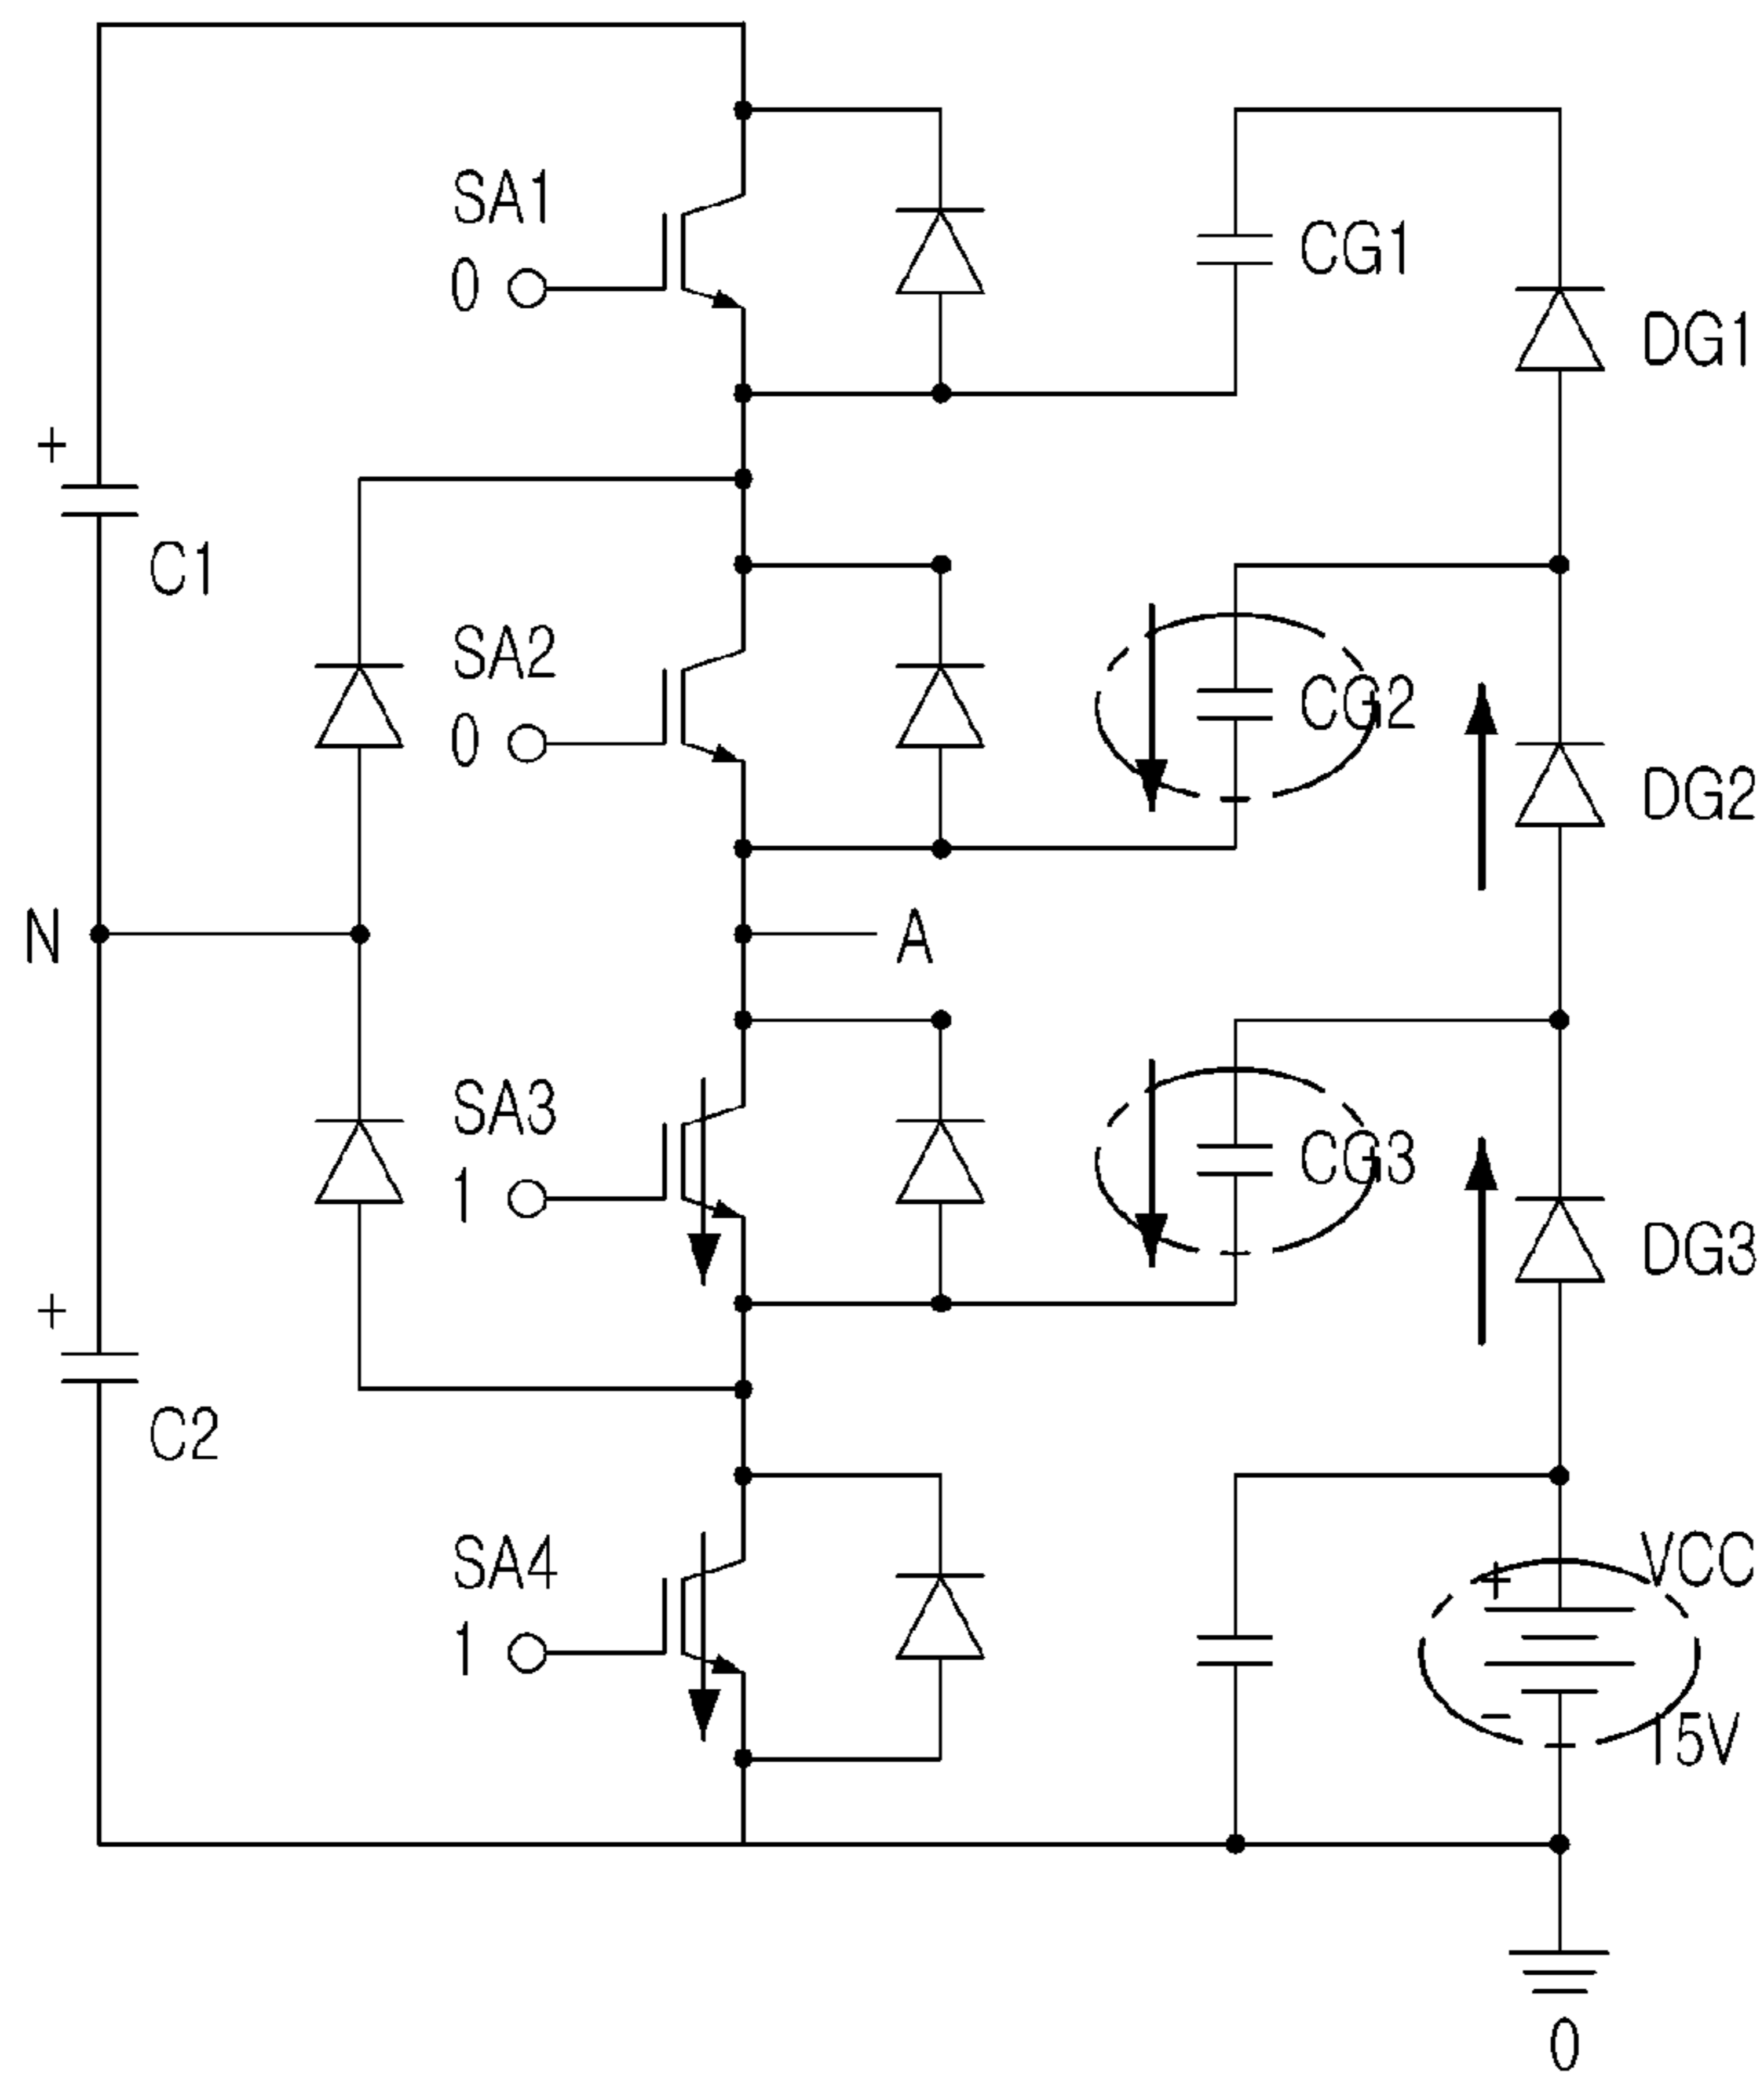 SA1
0
CG1
DG1
+
C1
SA2
0
CG2
DG2
N
A
SA3
1
CG3
DG3
+
C2
SA4
1
VCC
+
-
15V
0